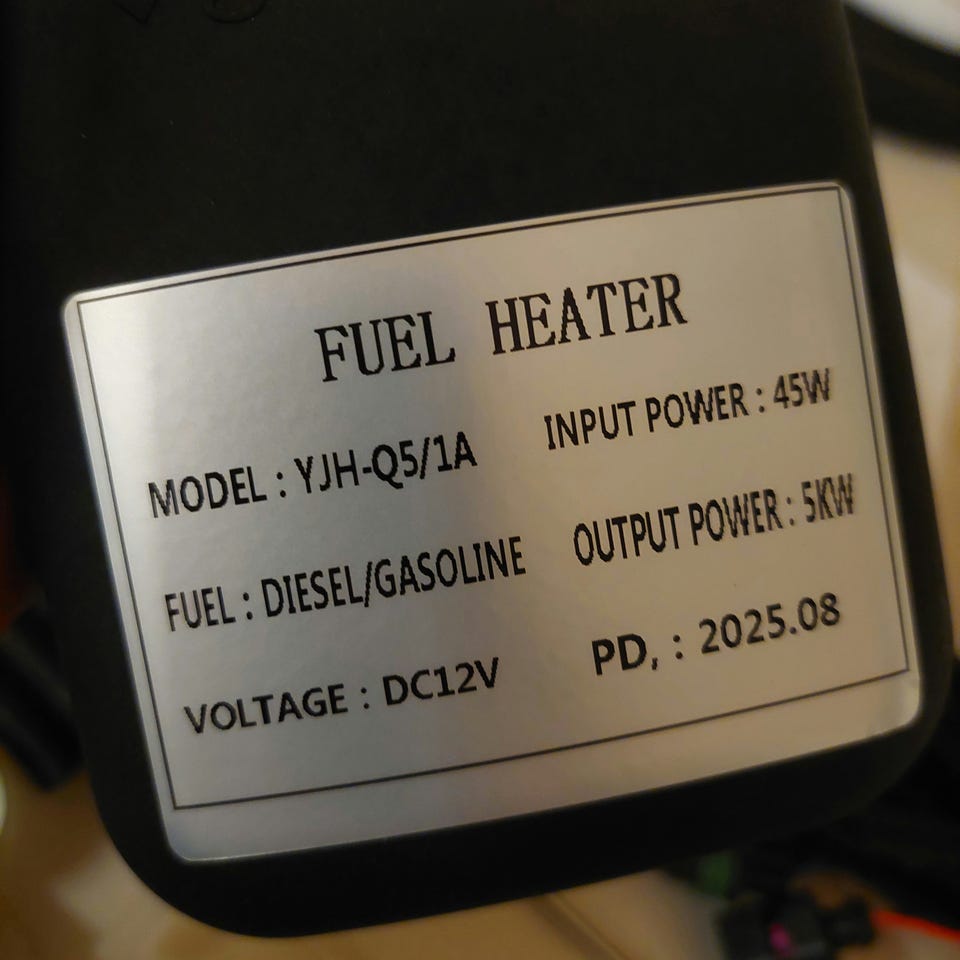 FUEL HEATER
MODEL : YJH-Q5/1A
INPUT POWER : 45W
FUEL : DIESEL/GASOLINE
OUTPUT POWER : 5KW
VOLTAGE : DC12V
PD, : 2025.08